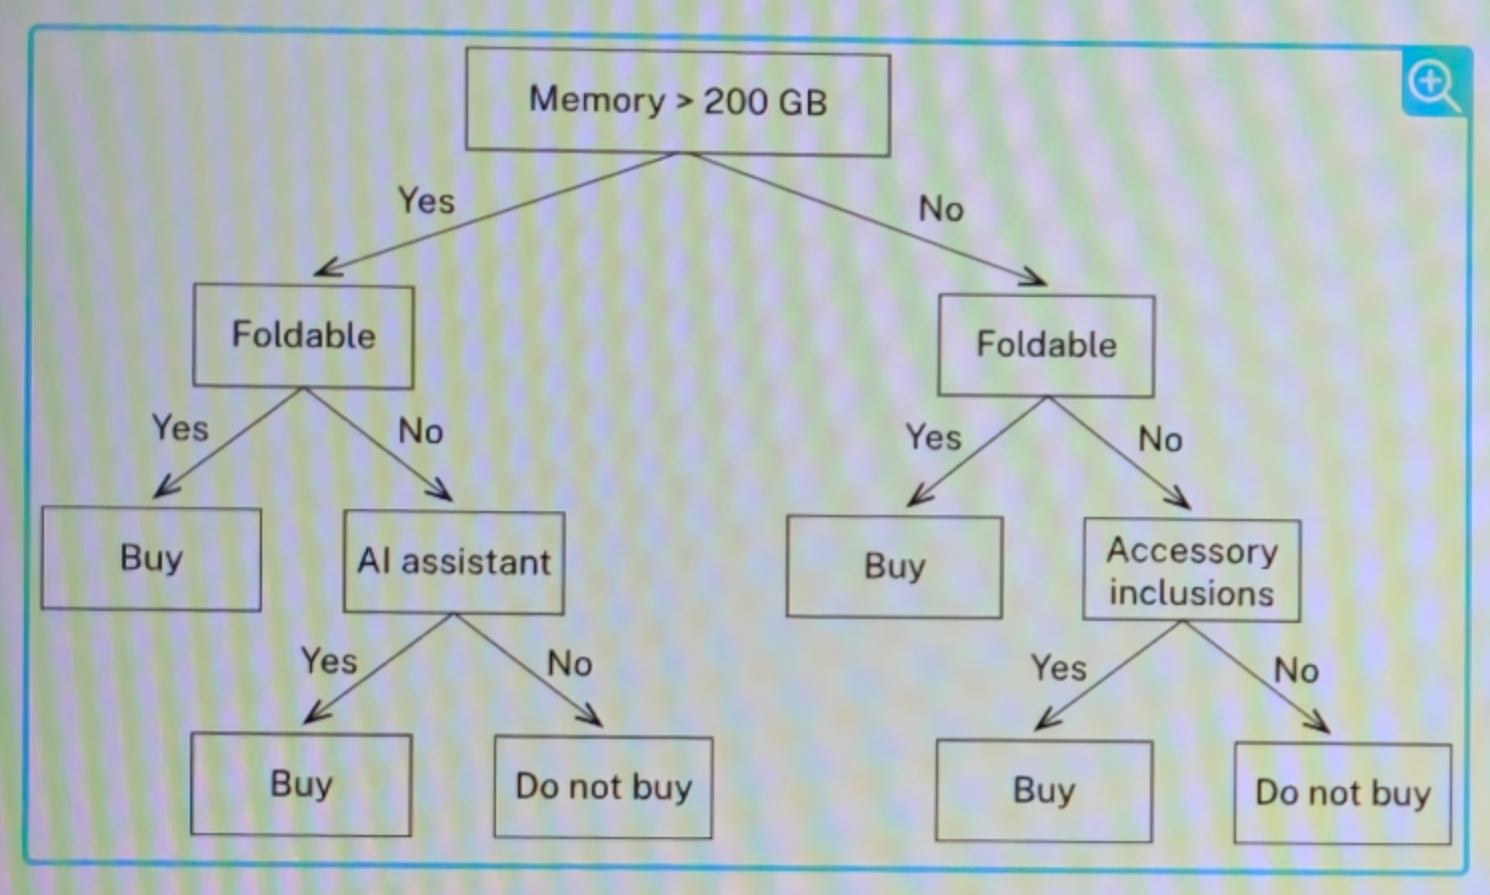 Memory > 200 GB
Yes
No
Foldable
Foldable
Yes
No
Yes
No
Buy
AI assistant
Buy
Accessory
inclusions
Yes
No
Yes
No
Buy
Do not buy
Buy
Do not buy